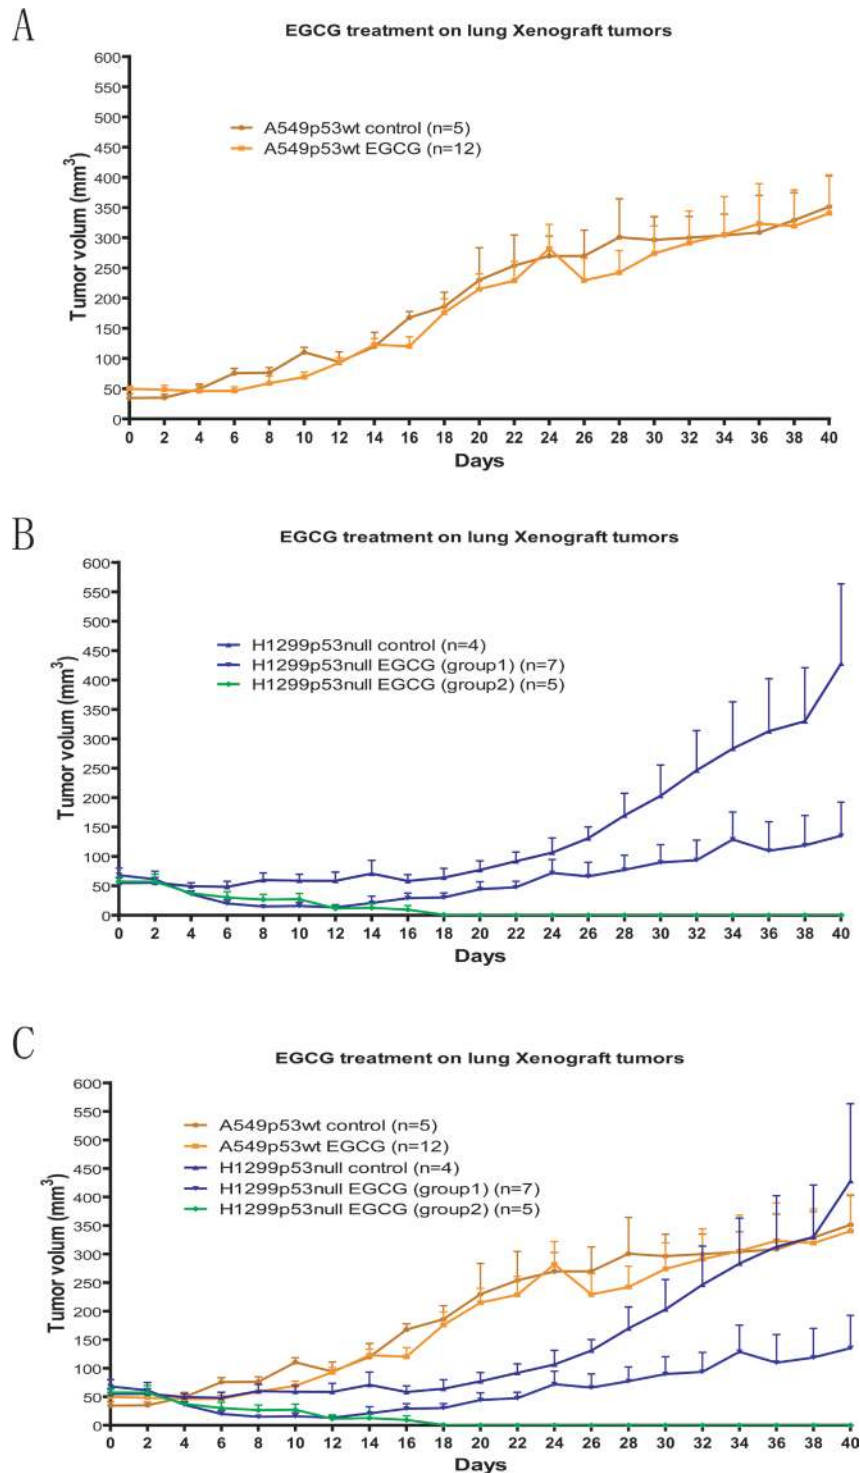 A
EGCG treatment on lung Xenograft tumors
600
550
500
450
400
350
300
250
200
150
100
50
0
Tumor volum (mm³)
A549p53wt control (n=5)
A549p53wt EGCG (n=12)
0 2 4 6 8 10 12 14 16 18 20 22 24 26 28 30 32 34 36 38 40
Days
B
EGCG treatment on lung Xenograft tumors
600
550
500
450
400
350
300
250
200
150
100
50
0
Tumor volum (mm³)
H1299p53null control (n=4)
H1299p53null EGCG (group1) (n=7)
H1299p53null EGCG (group2) (n=5)
0 2 4 6 8 10 12 14 16 18 20 22 24 26 28 30 32 34 36 38 40
Days
C
EGCG treatment on lung Xenograft tumors
600
550
500
450
400
350
300
250
200
150
100
50
0
Tumor volum (mm³)
A549p53wt control (n=5)
A549p53wt EGCG (n=12)
H1299p53null control (n=4)
H1299p53null EGCG (group1) (n=7)
H1299p53null EGCG (group2) (n=5)
0 2 4 6 8 10 12 14 16 18 20 22 24 26 28 30 32 34 36 38 40
Days